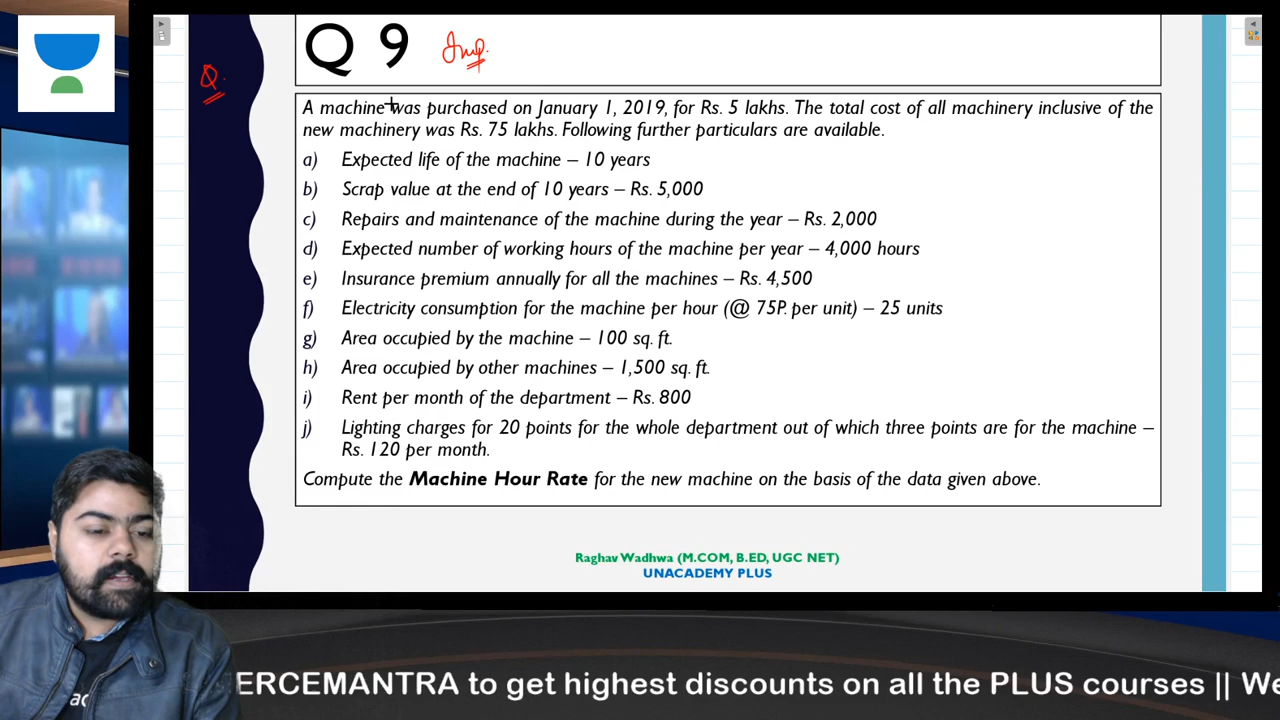 Q 9 Imp.
Q.
A machine was purchased on January 1, 2019, for Rs. 5 lakhs. The total cost of all machinery inclusive of the
new machinery was Rs. 75 lakhs. Following further particulars are available.
a) Expected life of the machine – 10 years
b) Scrap value at the end of 10 years – Rs. 5,000
c) Repairs and maintenance of the machine during the year – Rs. 2,000
d) Expected number of working hours of the machine per year – 4,000 hours
e) Insurance premium annually for all the machines – Rs. 4,500
f) Electricity consumption for the machine per hour (@ 75P. per unit) – 25 units
g) Area occupied by the machine – 100 sq. ft.
h) Area occupied by other machines – 1,500 sq. ft.
i) Rent per month of the department – Rs. 800
j) Lighting charges for 20 points for the whole department out of which three points are for the machine –
Rs. 120 per month.
Compute the Machine Hour Rate for the new machine on the basis of the data given above.
Raghav Wadhwa (M.COM, B.ED, UGC NET)
UNACADEMY PLUS
ERCEMANTRA to get highest discounts on all the PLUS courses || We